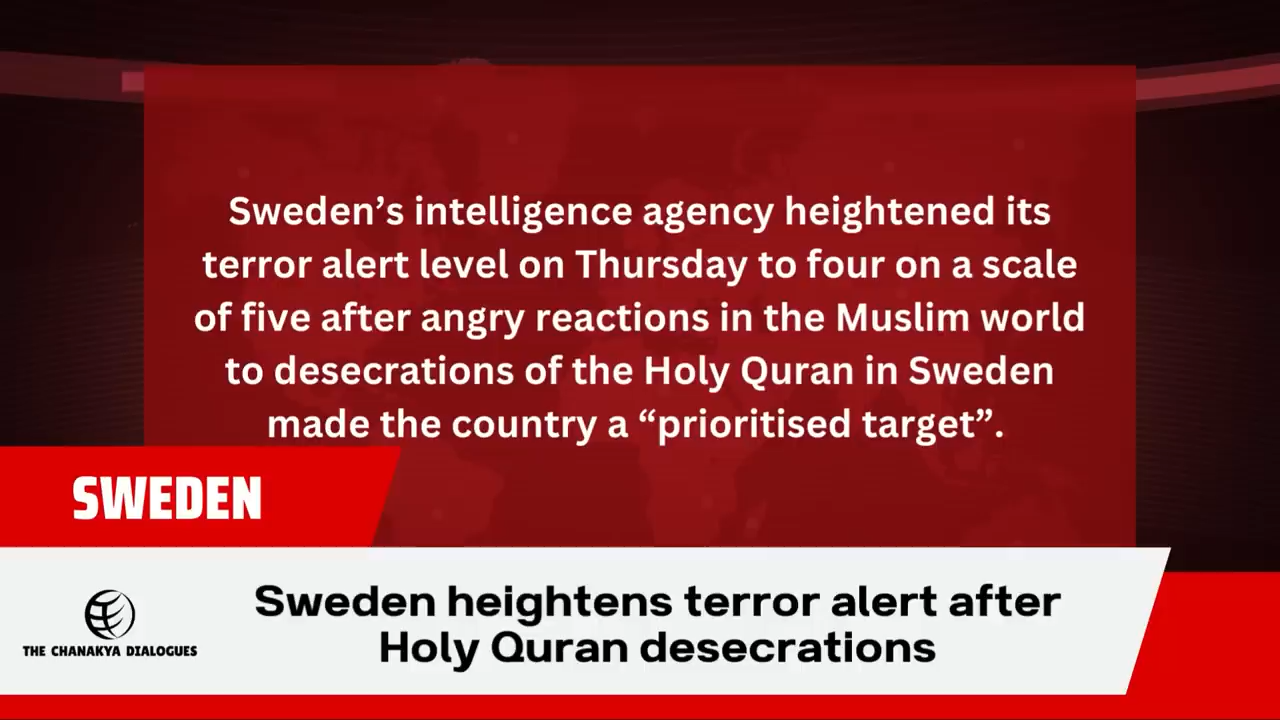 Sweden’s intelligence agency heightened its
terror alert level on Thursday to four on a scale
of five after angry reactions in the Muslim world
to desecrations of the Holy Quran in Sweden
made the country a “prioritised target”.
SWEDEN
THE CHANAKYA DIALOGUES
Sweden heightens terror alert after
Holy Quran desecrations